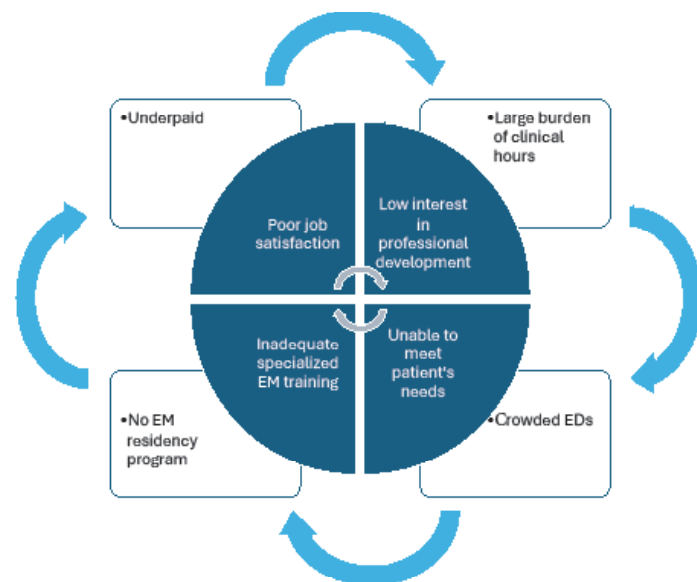 •Underpaid
•Large burden
of clinical
hours
Poor job
satisfaction
Low interest
in
professional
development
Inadequate
specialized
EM training
Unable to
meet
patient's
needs
•No EM
residency
program
•Crowded EDs